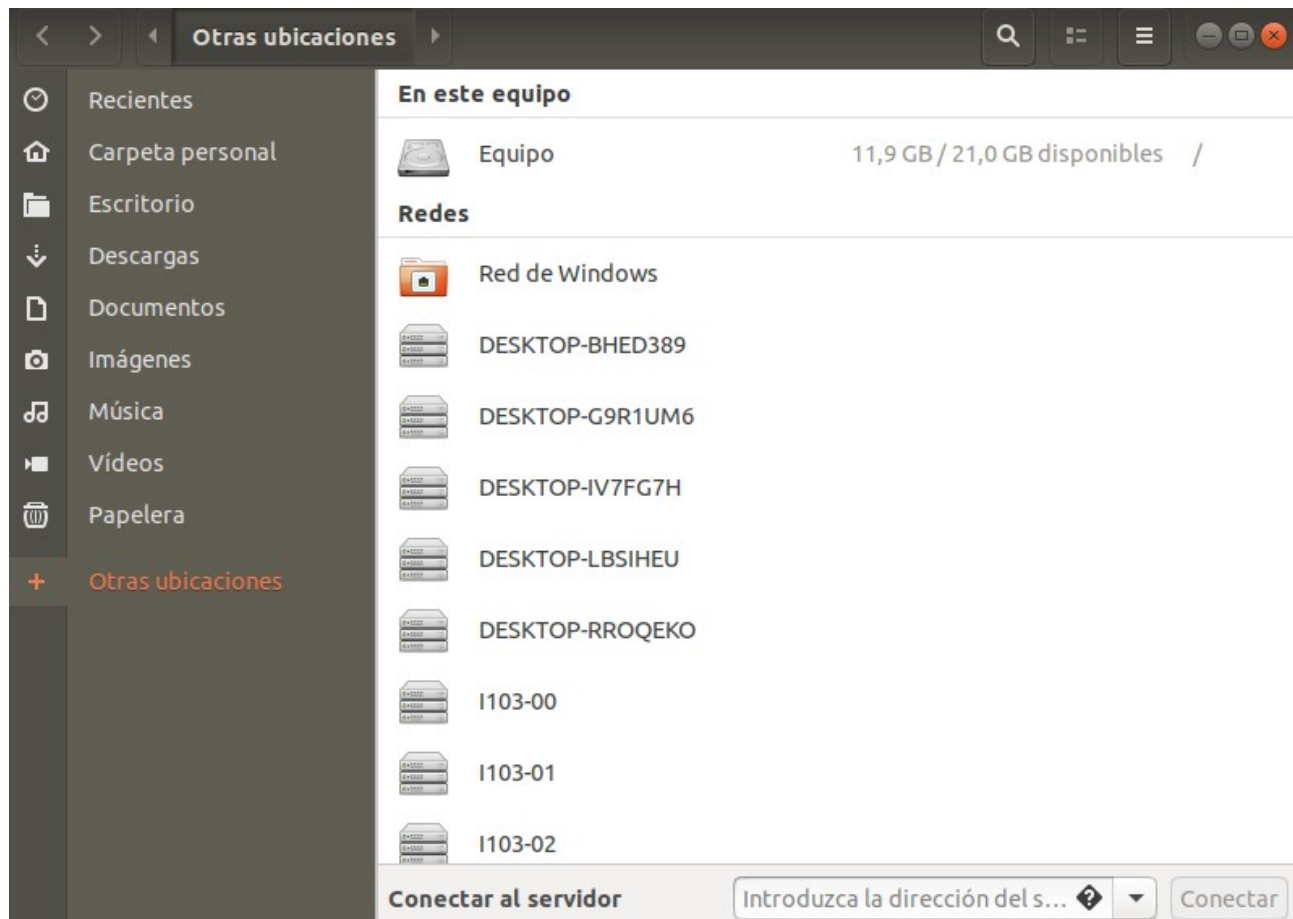 Otras ubicaciones
Recientes
Carpeta personal
Escritorio
Descargas
Documentos
Imágenes
Música
Vídeos
Papelera
Otras ubicaciones
En este equipo
Equipo 11,9 GB / 21,0 GB disponibles /
Redes
Red de Windows
DESKTOP-BHED389
DESKTOP-G9R1UM6
DESKTOP-IV7FG7H
DESKTOP-LBSIHEU
DESKTOP-RROQEKO
I103-00
I103-01
I103-02
Conectar al servidor Introduzca la dirección del s... Conectar